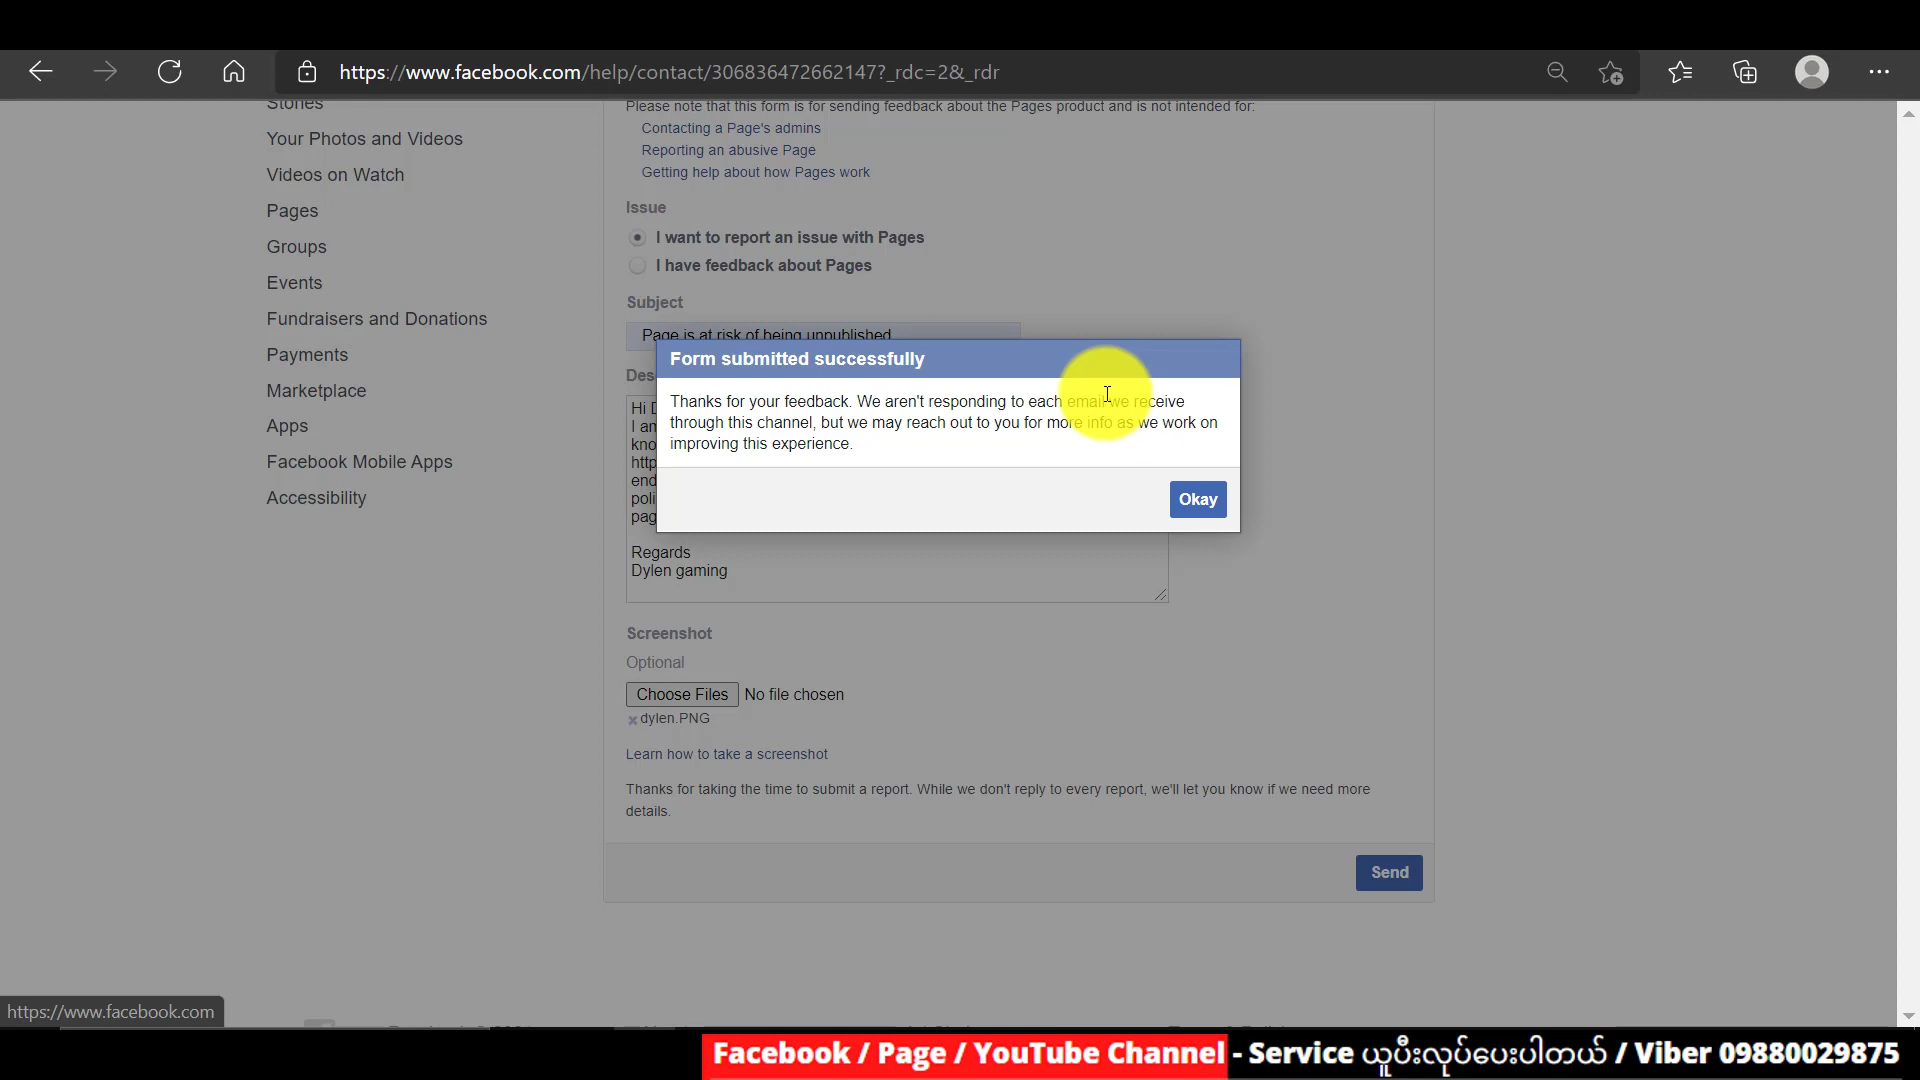 https://www.facebook.com/help/contact/306836472662147?_rdc=2&_rdr
Stories
Your Photos and Videos
Videos on Watch
Pages
Groups
Events
Fundraisers and Donations
Payments
Marketplace
Apps
Facebook Mobile Apps
Accessibility
Please note that this form is for sending feedback about the Pages product and is not intended for:
Contacting a Page's admins
Reporting an abusive Page
Getting help about how Pages work
Issue
I want to report an issue with Pages
I have feedback about Pages
Subject
Page is at risk of being unpublished
Form submitted successfully
Thanks for your feedback. We aren't responding to each email we receive
through this channel, but we may reach out to you for more info as we work on
improving this experience.
Okay
Des
Hi
I am
kno
http
end
poli
pag
Regards
Dylen gaming
Screenshot
Optional
Choose Files No file chosen
dylen.PNG
Learn how to take a screenshot
Thanks for taking the time to submit a report. While we don't reply to every report, we'll let you know if we need more
details.
Send
https://www.facebook.com
Facebook / Page / YouTube Channel - Service ယူပီးလုပ်ပေးပါတယ် / Viber 09880029875